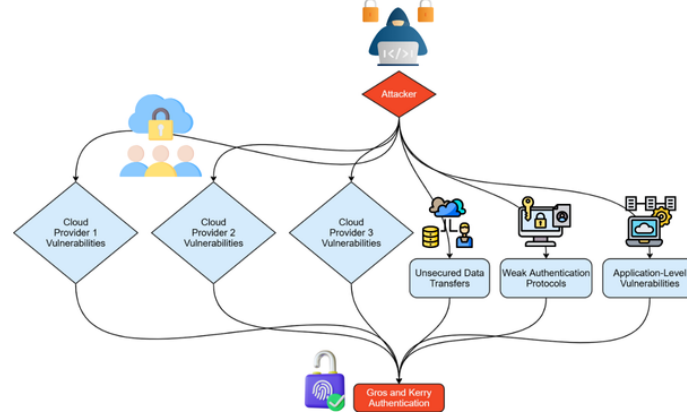 </>
Attacker
Cloud
Provider 1
Vulnerabilities
Cloud
Provider 2
Vulnerabilities
Cloud
Provider 3
Vulnerabilities
Unsecured Data
Transfers
Weak Authentication
Protocols
Application-Level
Vulnerabilities
Gros and Kerry
Authentication